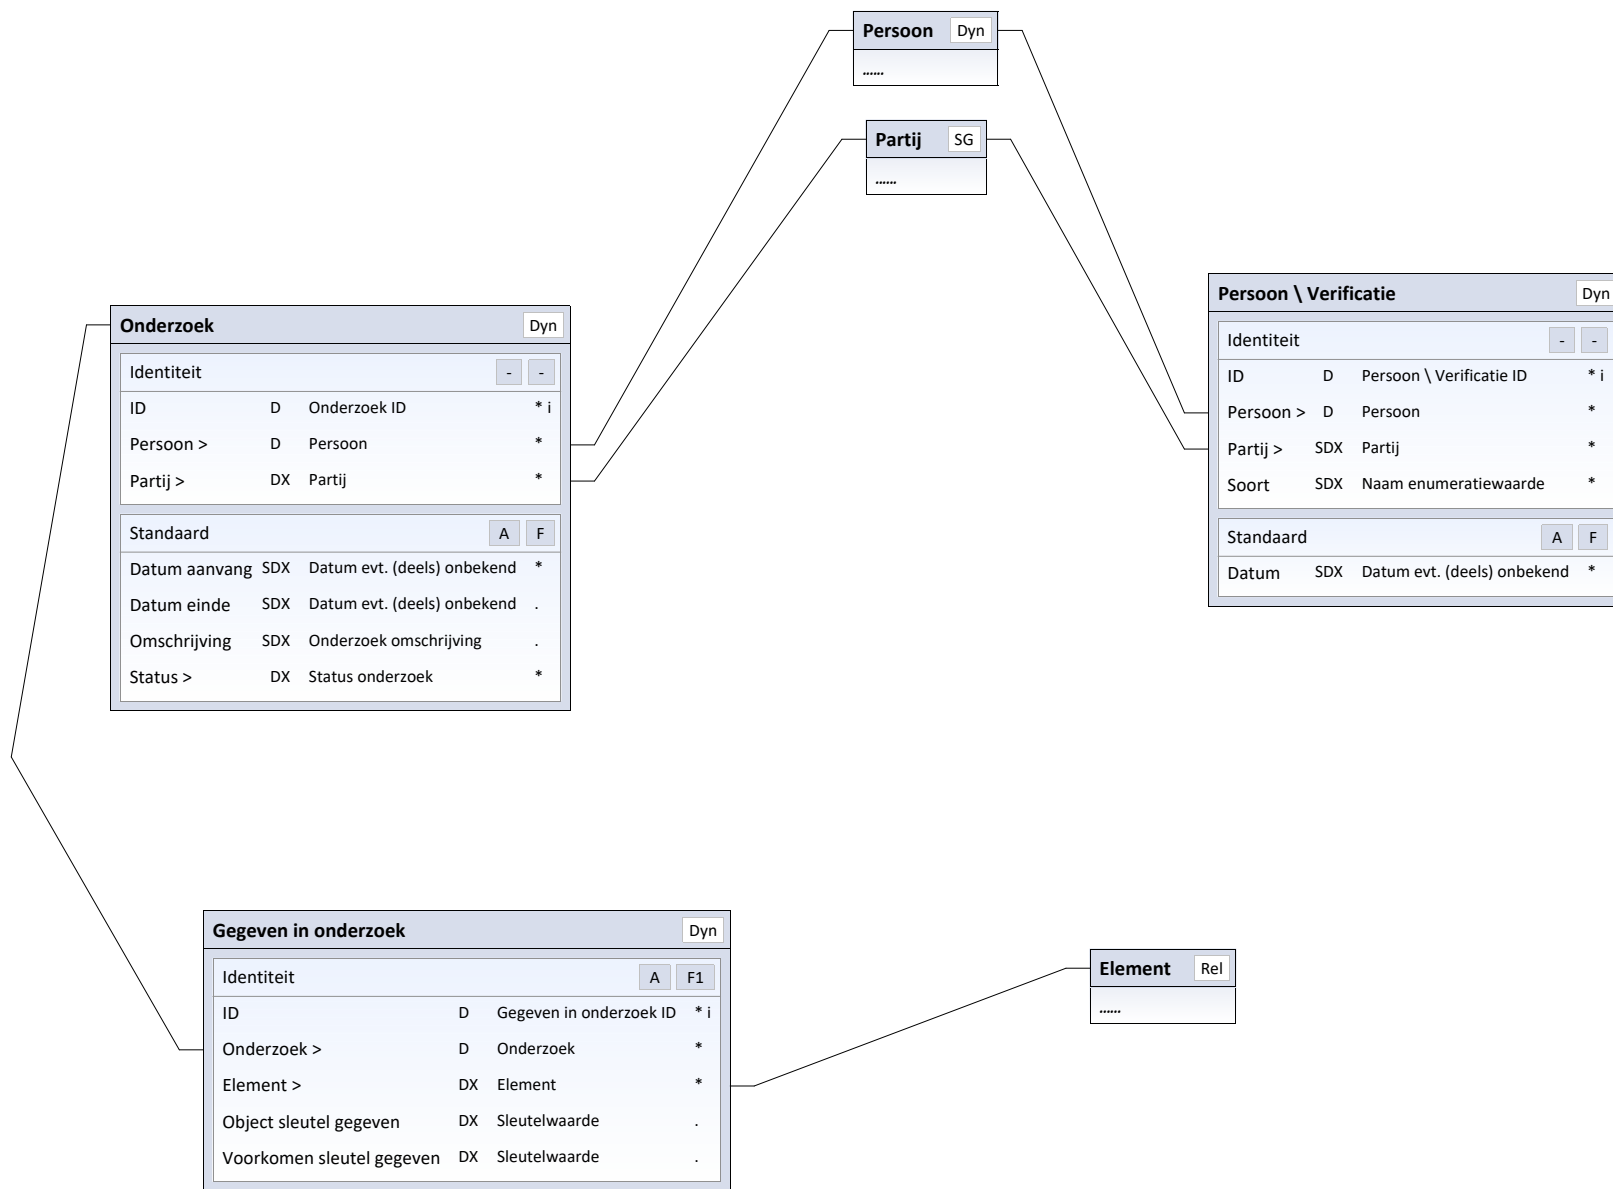 Persoon Dyn
......
Partij SG
......
Persoon \ Verificatie Dyn
Identiteit - -
ID D Persoon \ Verificatie ID * i
Persoon > D Persoon *
Partij > SDX Partij *
Soort SDX Naam enumeratiewaarde *
Standaard A F
Datum SDX Datum evt. (deels) onbekend *
Onderzoek Dyn
Identiteit - -
ID D Onderzoek ID * i
Persoon > D Persoon *
Partij > DX Partij *
Standaard A F
Datum aanvang SDX Datum evt. (deels) onbekend *
Datum einde SDX Datum evt. (deels) onbekend .
Omschrijving SDX Onderzoek omschrijving .
Status > DX Status onderzoek *
Gegeven in onderzoek Dyn
Identiteit A F1
ID D Gegeven in onderzoek ID * i
Onderzoek > D Onderzoek *
Element > DX Element *
Object sleutel gegeven DX Sleutelwaarde .
Voorkomen sleutel gegeven DX Sleutelwaarde .
Element Rel
......